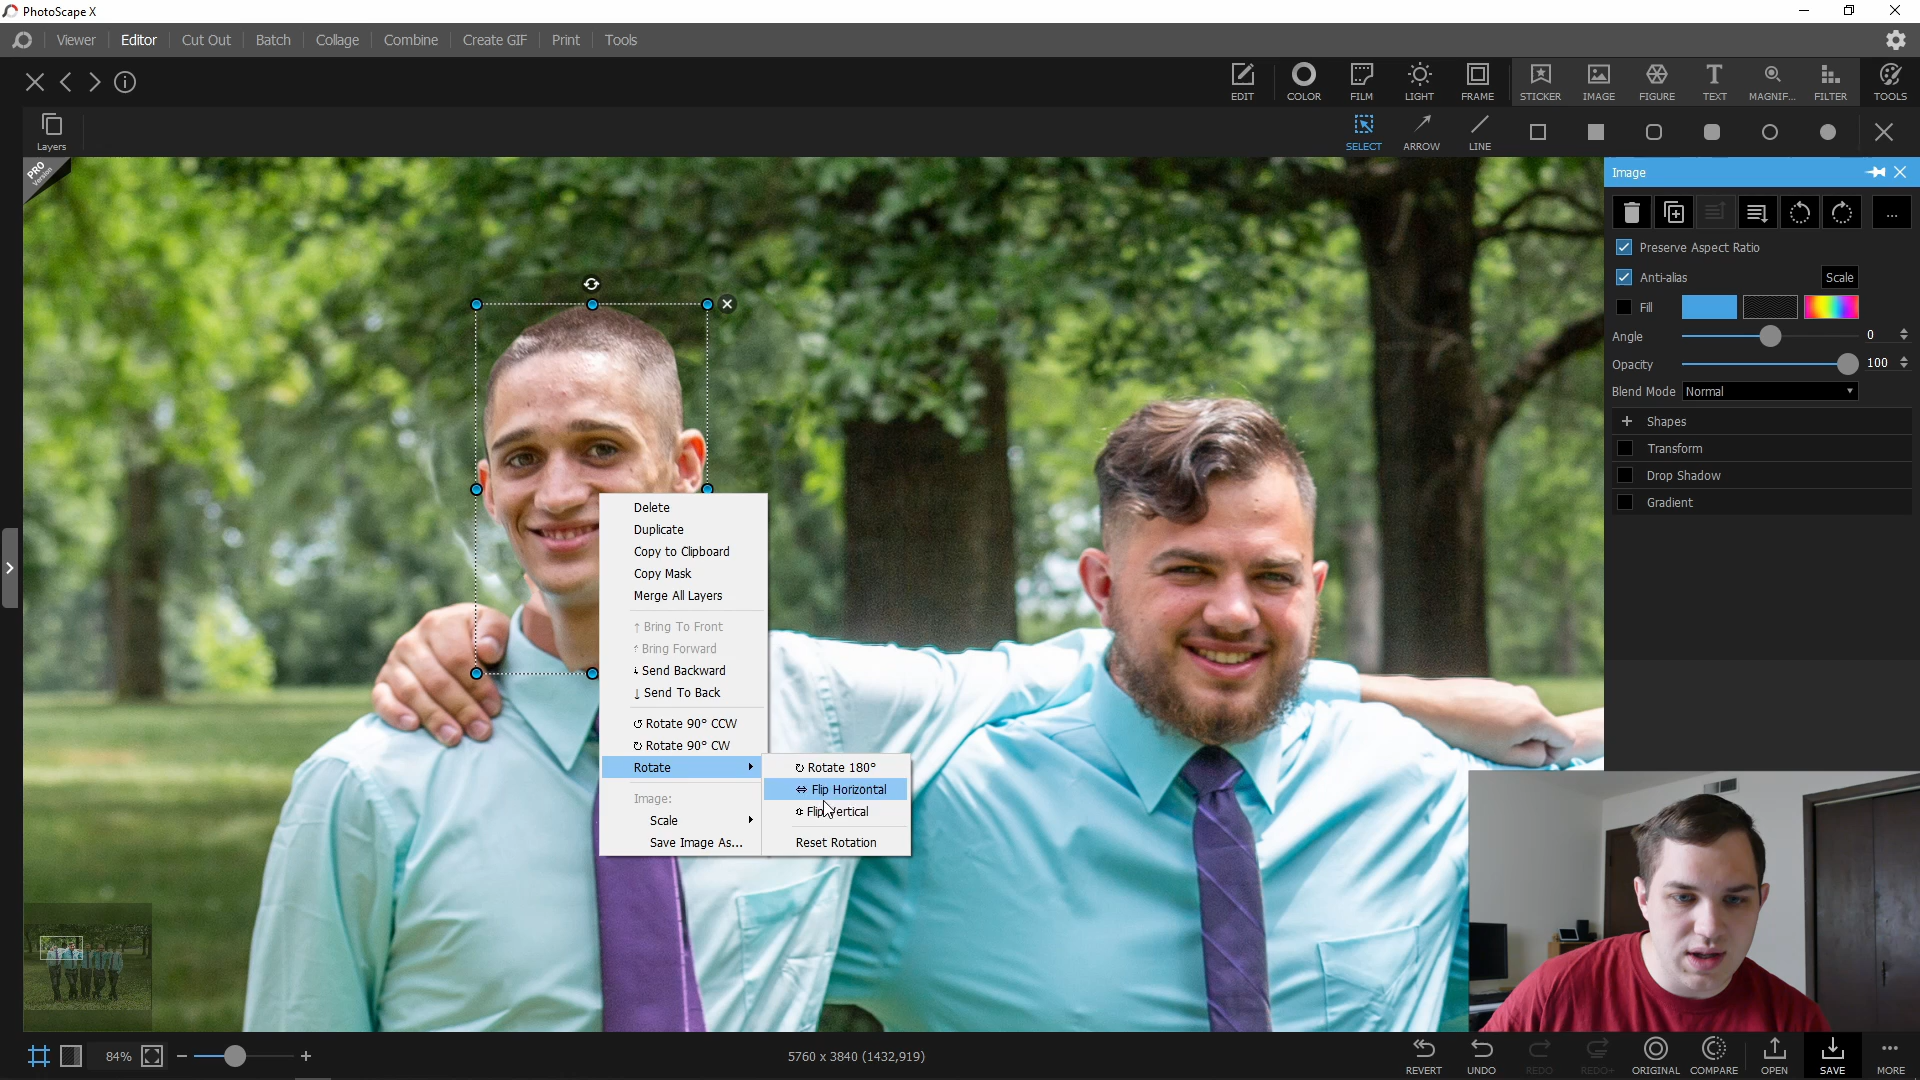 PhotoScape X
Viewer Editor Cut Out Batch Collage Combine Create GIF Print Tools
EDIT COLOR FILM LIGHT FRAME STICKER IMAGE FIGURE TEXT MAGNIF... FILTER TOOLS
Layers SELECT ARROW LINE
PRO
Version
Image
...
Preserve Aspect Ratio
Anti-alias Scale
Fill
Angle 0
Opacity 100
Blend Mode Normal
+ Shapes
Transform
Drop Shadow
Gradient
Delete
Duplicate
Copy to Clipboard
Copy Mask
Merge All Layers
↑ Bring To Front
↑ Bring Forward
↓ Send Backward
↓ Send To Back
↺ Rotate 90° CCW
↻ Rotate 90° CW
Rotate
Image:
Scale
Save Image As...
↻ Rotate 180°
⇔ Flip Horizontal
Flip Vertical
Reset Rotation
84% 5760 x 3840 (1432,919)
REVERT UNDO REDO REDO+ ORIGINAL COMPARE OPEN SAVE MORE